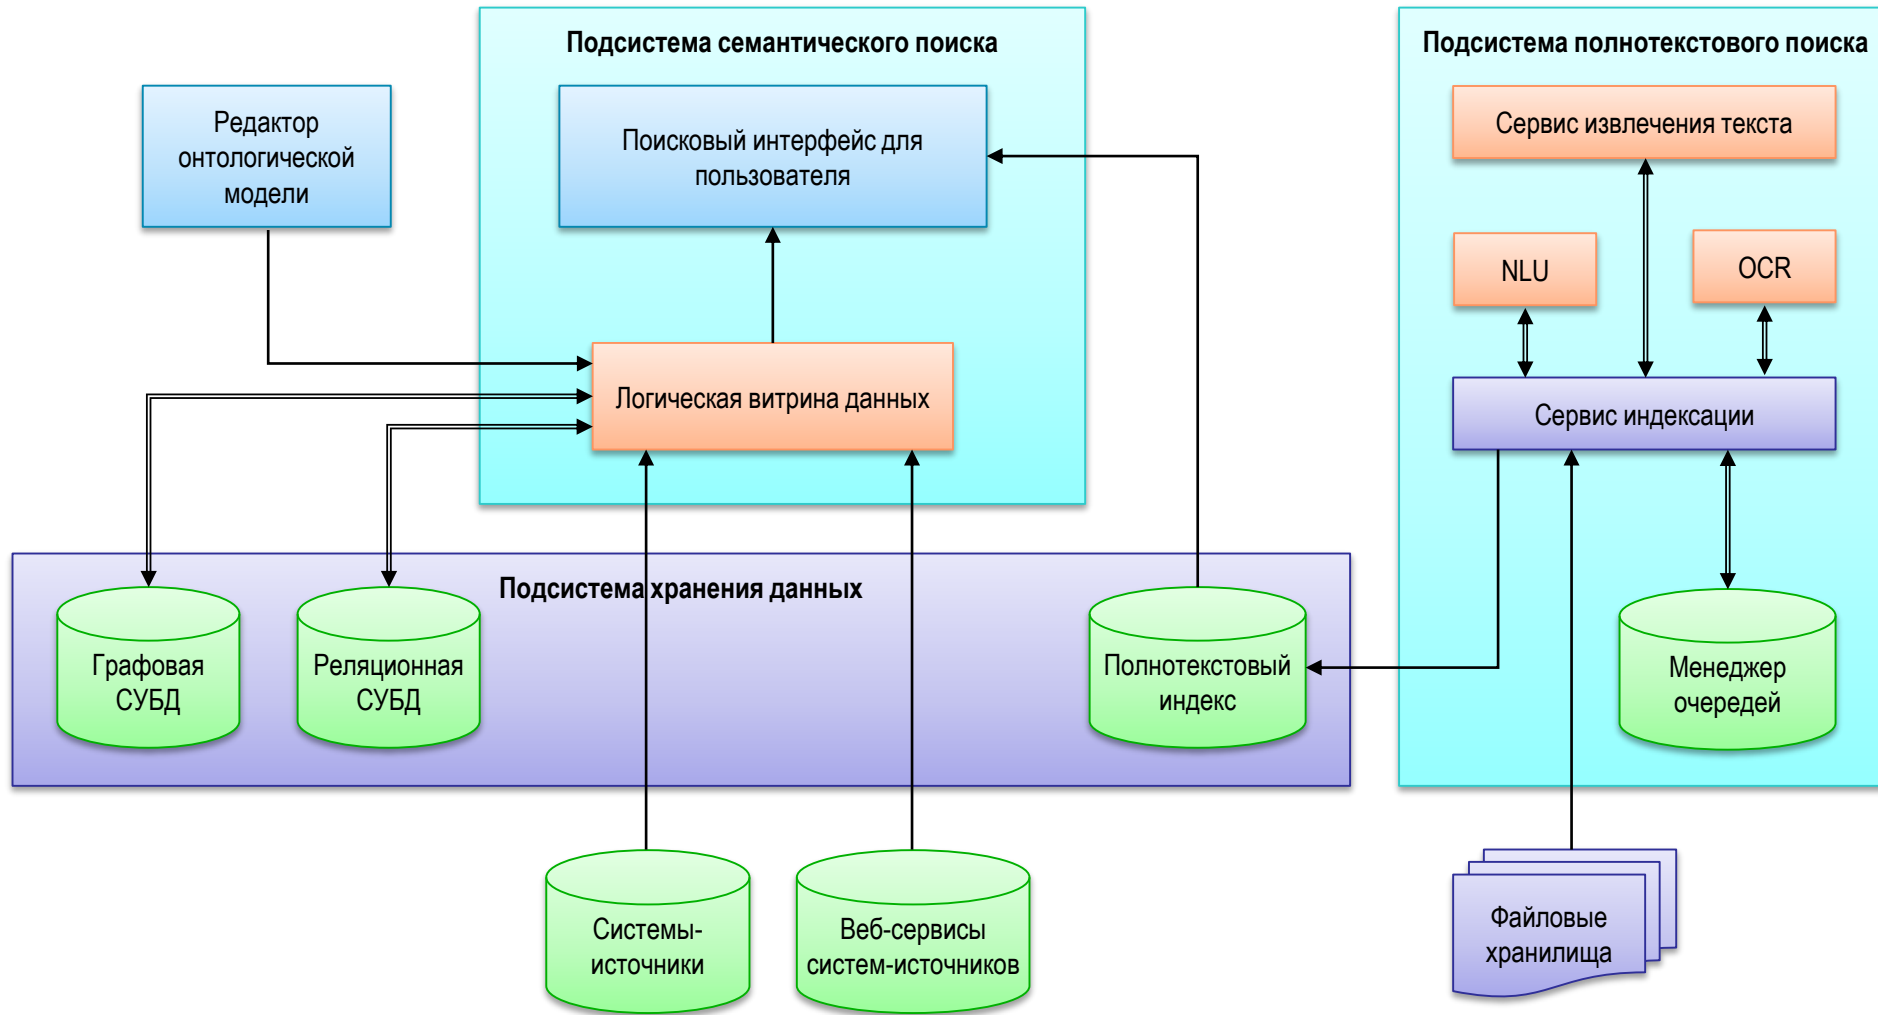 Подсистема семантического поиска
Подсистема полнотекстового поиска
Редактор
онтологической
модели
Поисковый интерфейс для
пользователя
Сервис извлечения текста
NLU
OCR
Логическая витрина данных
Сервис индексации
Подсистема хранения данных
Графовая
СУБД
Реляционная
СУБД
Полнотекстовый
индекс
Менеджер
очередей
Системы-
источники
Веб-сервисы
систем-источников
Файловые
хранилища